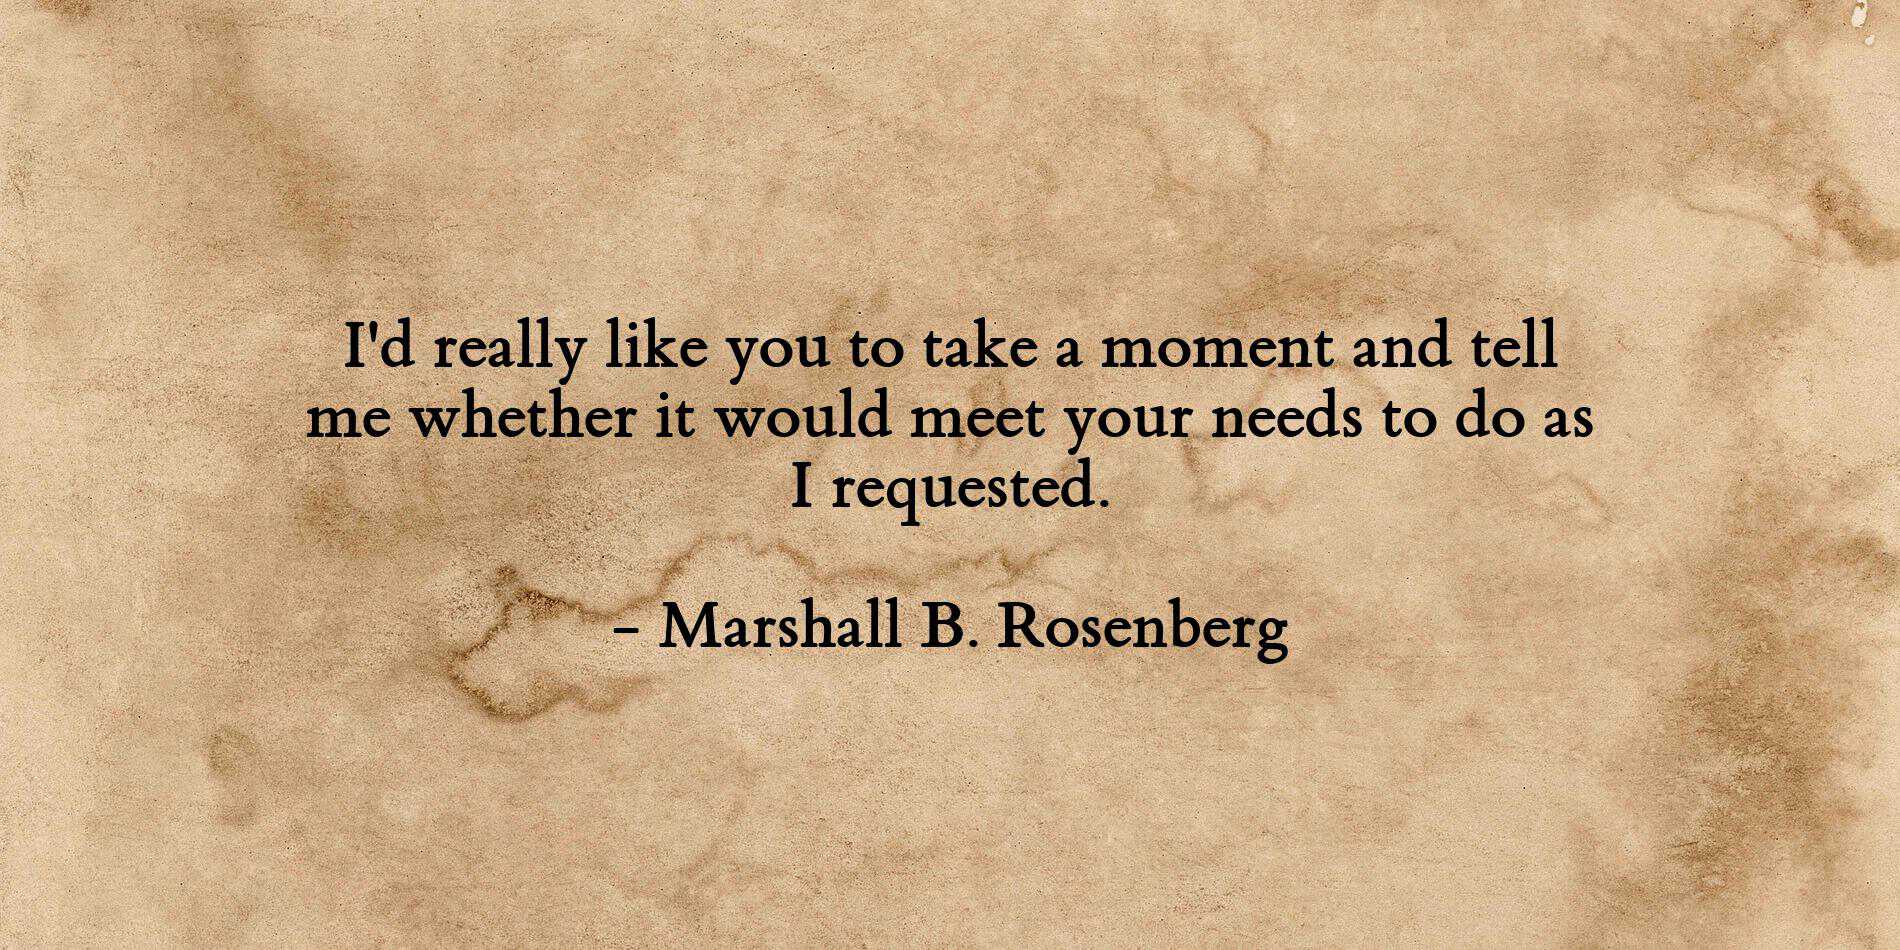 I'd really like you to take a moment and tell
me whether it would meet your needs to do as
I requested.
– Marshall B. Rosenberg